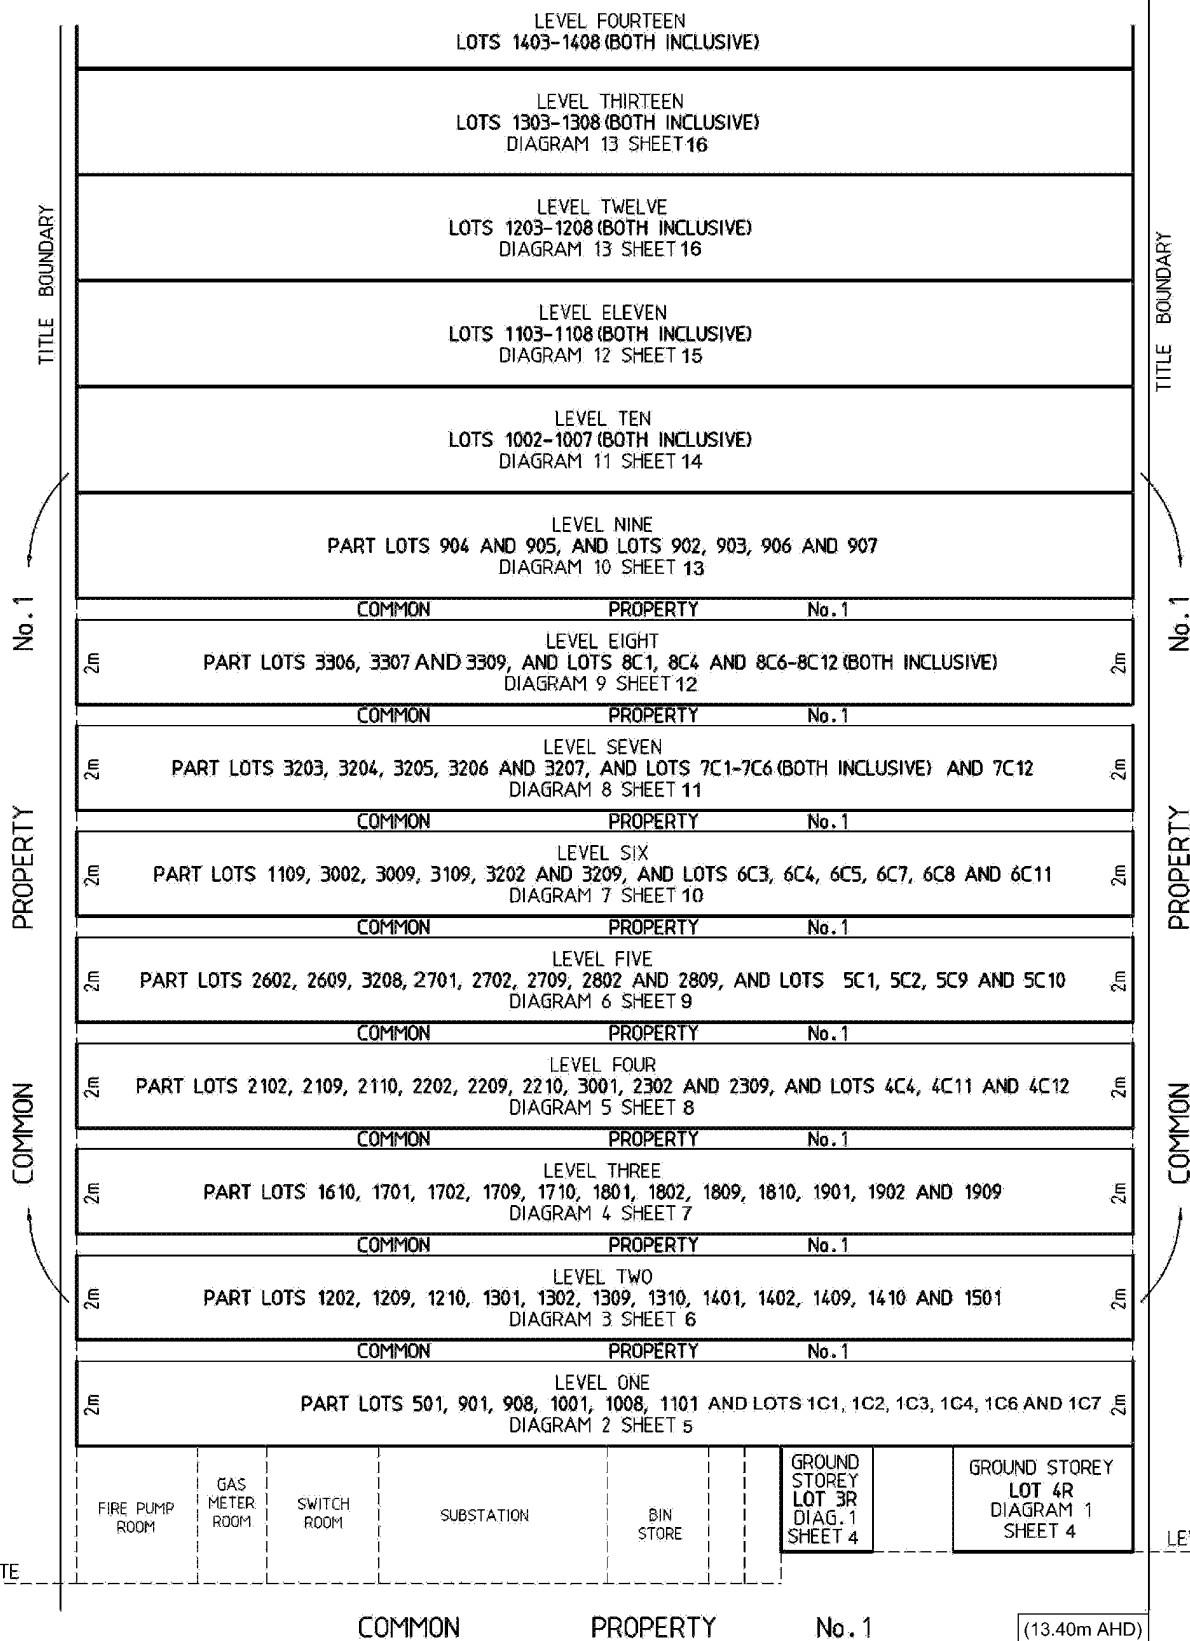 LEVEL FOURTEEN
LOTS 1403-1408 (BOTH INCLUSIVE)
LEVEL THIRTEEN
LOTS 1303-1308 (BOTH INCLUSIVE)
DIAGRAM 13 SHEET 16
LEVEL TWELVE
LOTS 1203-1208 (BOTH INCLUSIVE)
DIAGRAM 13 SHEET 16
TITLE BOUNDARY
TITLE BOUNDARY
LEVEL ELEVEN
LOTS 1103-1108 (BOTH INCLUSIVE)
DIAGRAM 12 SHEET 15
LEVEL TEN
LOTS 1002-1007 (BOTH INCLUSIVE)
DIAGRAM 11 SHEET 14
LEVEL NINE
PART LOTS 904 AND 905, AND LOTS 902, 903, 906 AND 907
DIAGRAM 10 SHEET 13
COMMON PROPERTY No.1
COMMON PROPERTY No.1
COMMON PROPERTY No.1
LEVEL EIGHT
2m PART LOTS 3306, 3307 AND 3309, AND LOTS 8C1, 8C4 AND 8C6-8C12 (BOTH INCLUSIVE) 2m
DIAGRAM 9 SHEET 12
COMMON PROPERTY No.1
LEVEL SEVEN
2m PART LOTS 3203, 3204, 3205, 3206 AND 3207, AND LOTS 7C1-7C6 (BOTH INCLUSIVE) AND 7C12 2m
DIAGRAM 8 SHEET 11
COMMON PROPERTY No.1
LEVEL SIX
2m PART LOTS 1109, 3002, 3009, 3109, 3202 AND 3209, AND LOTS 6C3, 6C4, 6C5, 6C7, 6C8 AND 6C11 2m
DIAGRAM 7 SHEET 10
COMMON PROPERTY No.1
LEVEL FIVE
2m PART LOTS 2602, 2609, 3208, 2701, 2702, 2709, 2802 AND 2809, AND LOTS 5C1, 5C2, 5C9 AND 5C10 2m
DIAGRAM 6 SHEET 9
COMMON PROPERTY No.1
LEVEL FOUR
2m PART LOTS 2102, 2109, 2110, 2202, 2209, 2210, 3001, 2302 AND 2309, AND LOTS 4C4, 4C11 AND 4C12 2m
DIAGRAM 5 SHEET 8
COMMON PROPERTY No.1
LEVEL THREE
2m PART LOTS 1610, 1701, 1702, 1709, 1710, 1801, 1802, 1809, 1810, 1901, 1902 AND 1909 2m
DIAGRAM 4 SHEET 7
COMMON PROPERTY No.1
LEVEL TWO
2m PART LOTS 1202, 1209, 1210, 1301, 1302, 1309, 1310, 1401, 1402, 1409, 1410 AND 1501 2m
DIAGRAM 3 SHEET 6
COMMON PROPERTY No.1
LEVEL ONE
2m PART LOTS 501, 901, 908, 1001, 1008, 1101 AND LOTS 1C1, 1C2, 1C3, 1C4, 1C6 AND 1C7 2m
DIAGRAM 2 SHEET 5
FIRE PUMP
ROOM
GAS
METER
ROOM
SWITCH
ROOM
SUBSTATION
BIN
STORE
GROUND
STOREY
LOT 3R
DIAG. 1
SHEET 4
GROUND STOREY
LOT 4R
DIAGRAM 1
SHEET 4
TE
LE
COMMON PROPERTY No.1
(13.40m AHD)